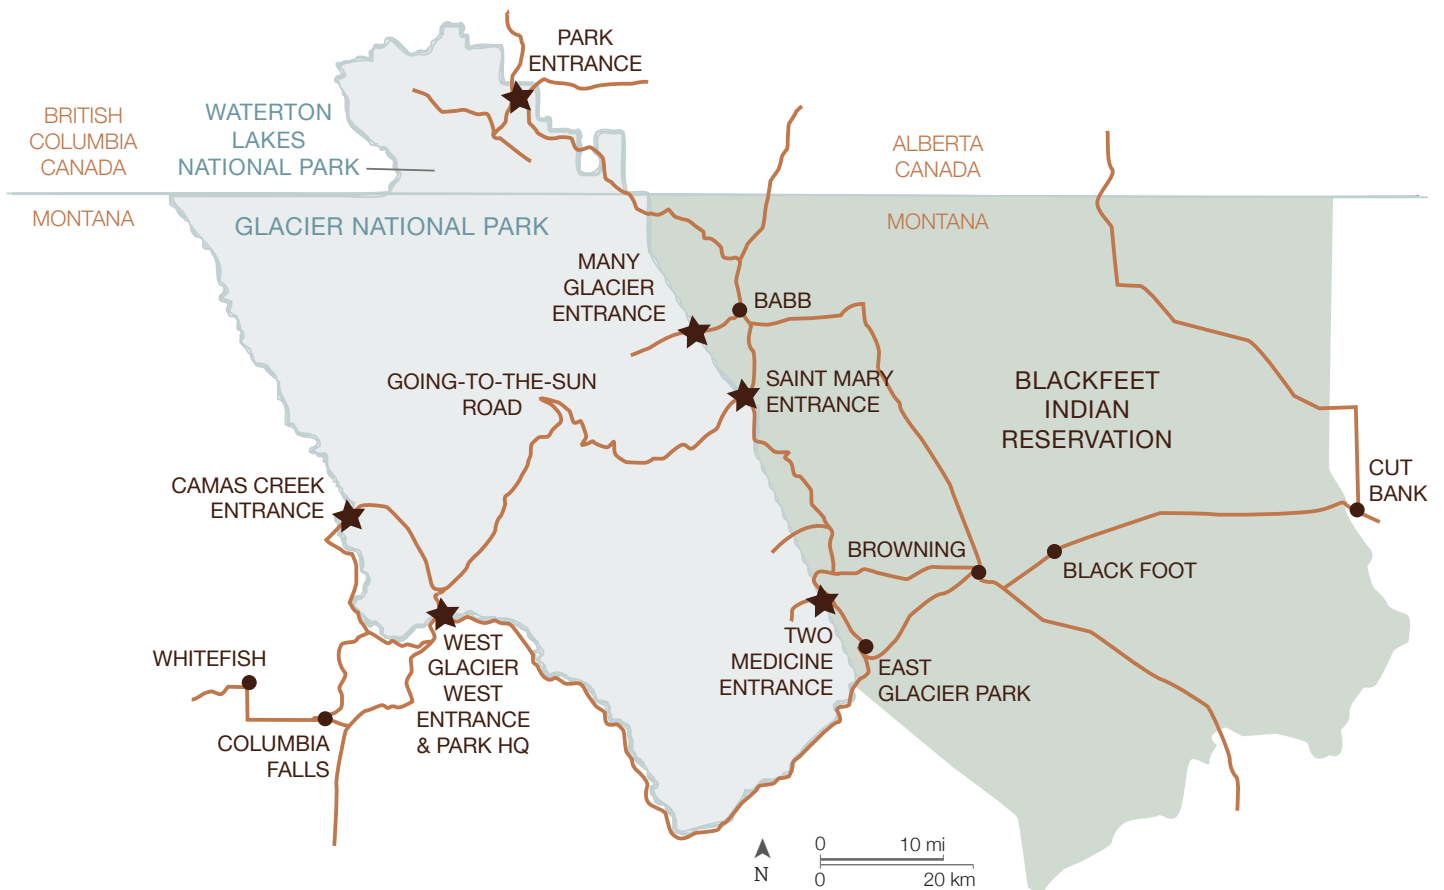 PARK
ENTRANCE
BRITISH
COLUMBIA
CANADA
WATERTON
LAKES
NATIONAL PARK
ALBERTA
CANADA
MONTANA
GLACIER NATIONAL PARK
MONTANA
MANY
GLACIER
ENTRANCE
BABB
GOING-TO-THE-SUN
ROAD
SAINT MARY
ENTRANCE
BLACKFEET
INDIAN
RESERVATION
CUT
BANK
CAMAS CREEK
ENTRANCE
BROWNING
BLACK FOOT
WHITEFISH
WEST
GLACIER
WEST
ENTRANCE
& PARK HQ
TWO
MEDICINE
ENTRANCE
EAST
GLACIER PARK
COLUMBIA
FALLS
N
0 10 mi
0 20 km